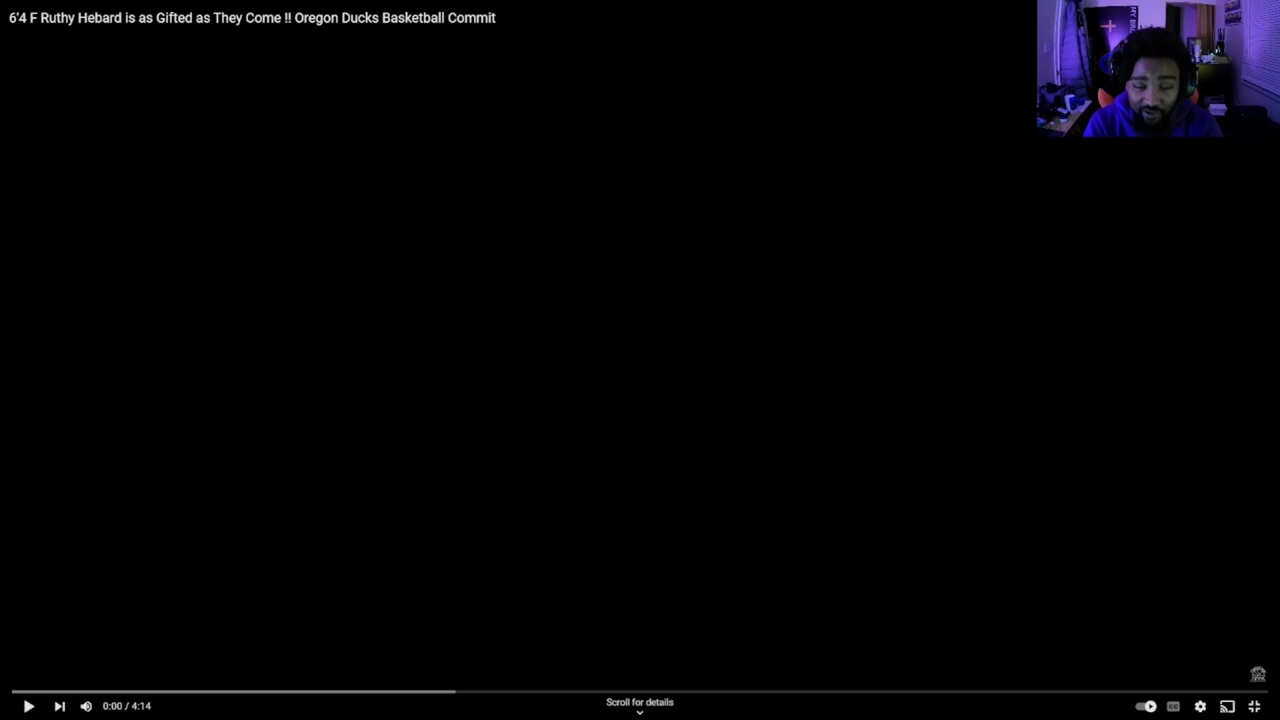 6'4 F Ruthy Hebard is as Gifted as They Come !! Oregon Ducks Basketball Commit
Scroll for details
0:00 / 4:14